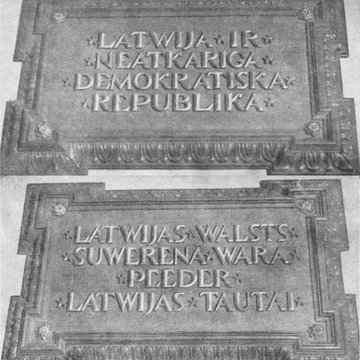 *LATWIJA*IR*
*NEATKARIGA*
*DEMOKRATISKA*
*REPUBLIKA*
*LATWIJAS*WALSTS*
*SUWERENA*WARA*
PEEDER
*LATWIJAS*TAUTAI*